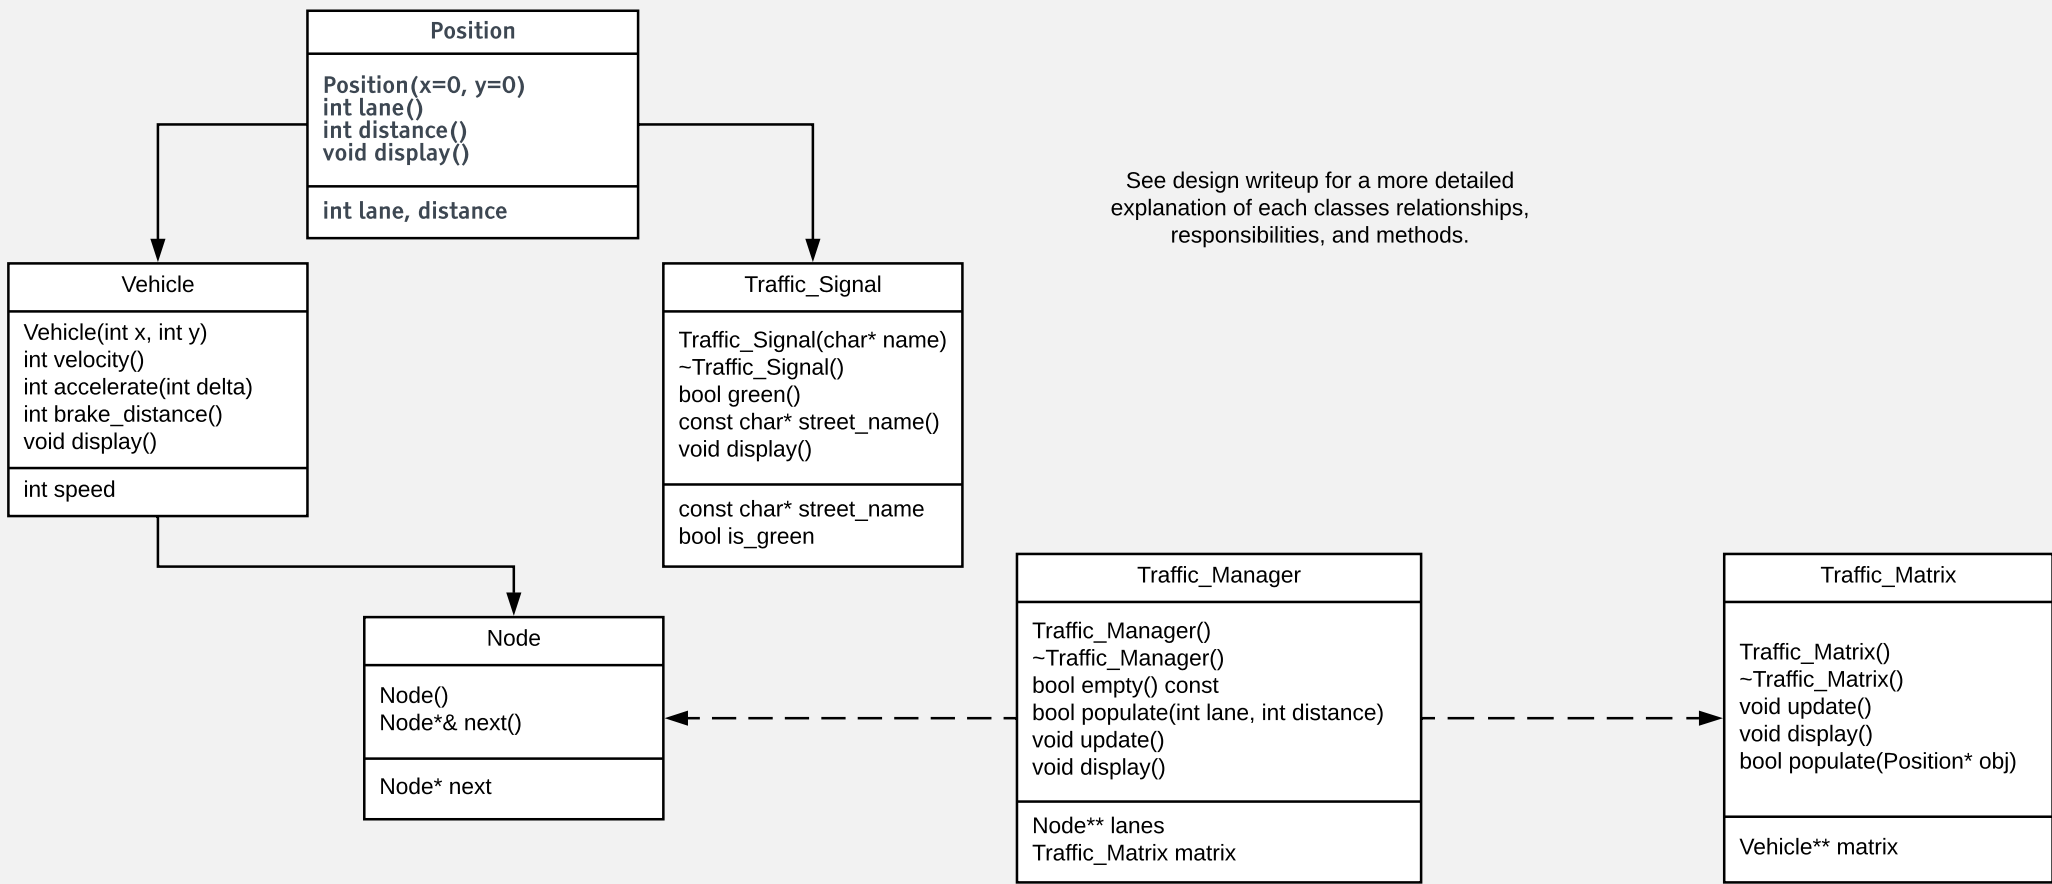 Position
Position(x=0, y=0)
int lane()
int distance()
void display()
int lane, distance
See design writeup for a more detailed
explanation of each classes relationships,
responsibilities, and methods.
Vehicle
Vehicle(int x, int y)
int velocity()
int accelerate(int delta)
int brake_distance()
void display()
int speed
Traffic_Signal
Traffic_Signal(char* name)
~Traffic_Signal()
bool green()
const char* street_name()
void display()
const char* street_name
bool is_green
Node
Node()
Node*& next()
Node* next
Traffic_Manager
Traffic_Manager()
~Traffic_Manager()
bool empty() const
bool populate(int lane, int distance)
void update()
void display()
Node** lanes
Traffic_Matrix matrix
Traffic_Matrix
Traffic_Matrix()
~Traffic_Matrix()
void update()
void display()
bool populate(Position* obj)
Vehicle** matrix